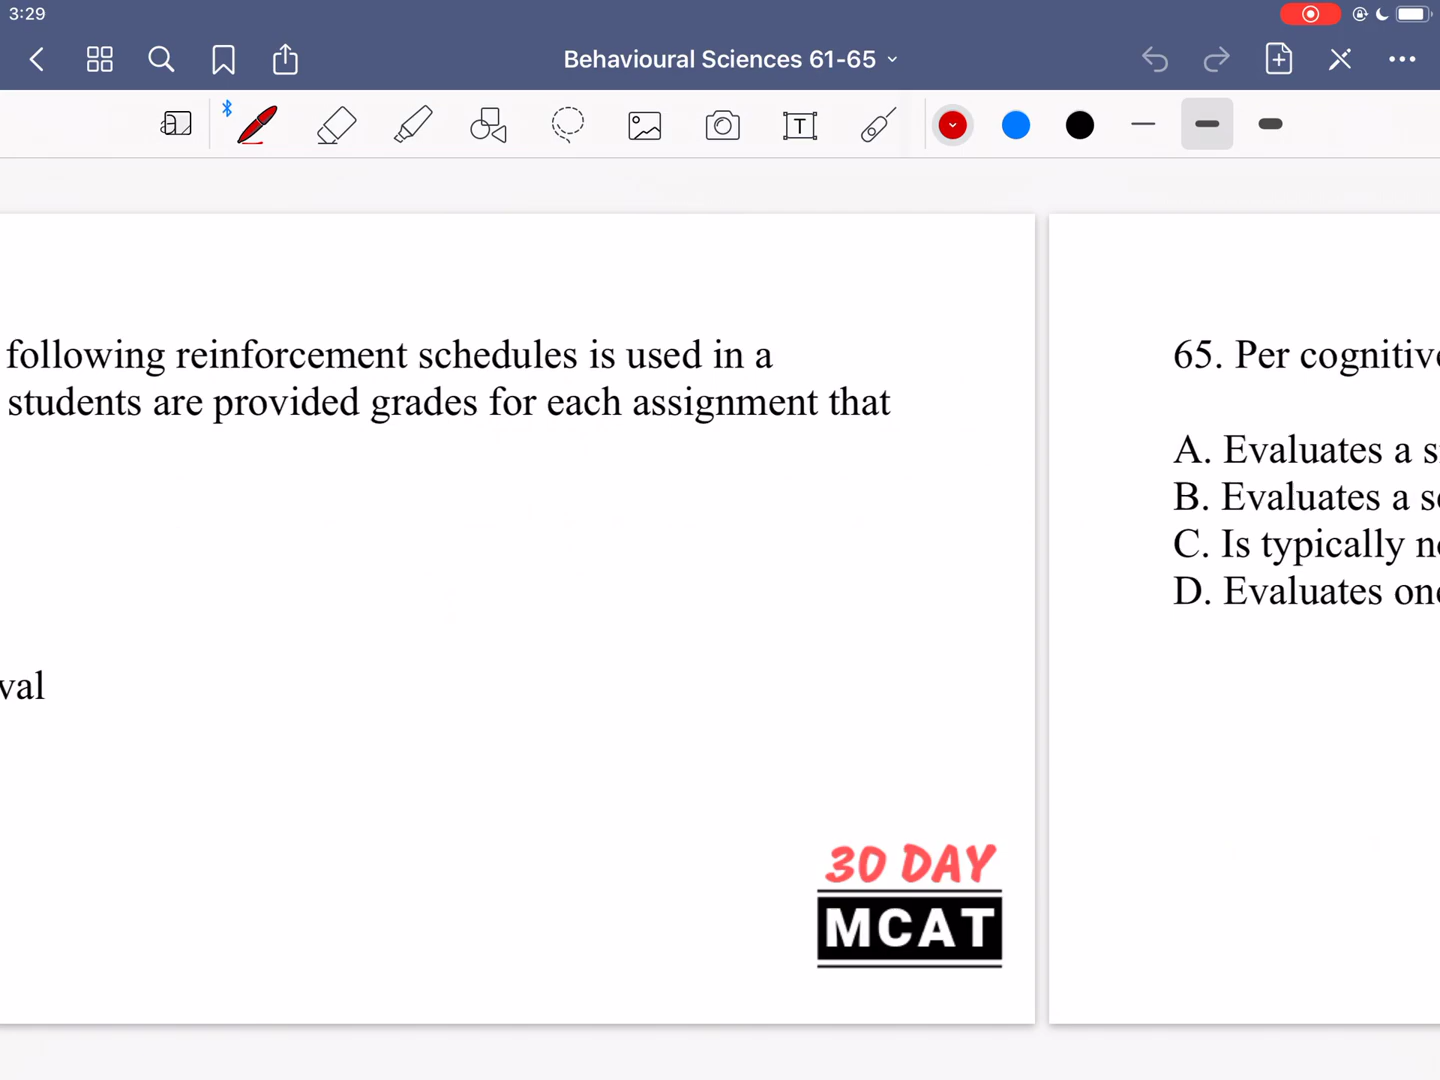 3:29
Behavioural Sciences 61-65
following reinforcement schedules is used in a
students are provided grades for each assignment that
val
30 DAY
MCAT
65. Per cognitiv
A. Evaluates a s
B. Evaluates a s
C. Is typically n
D. Evaluates on